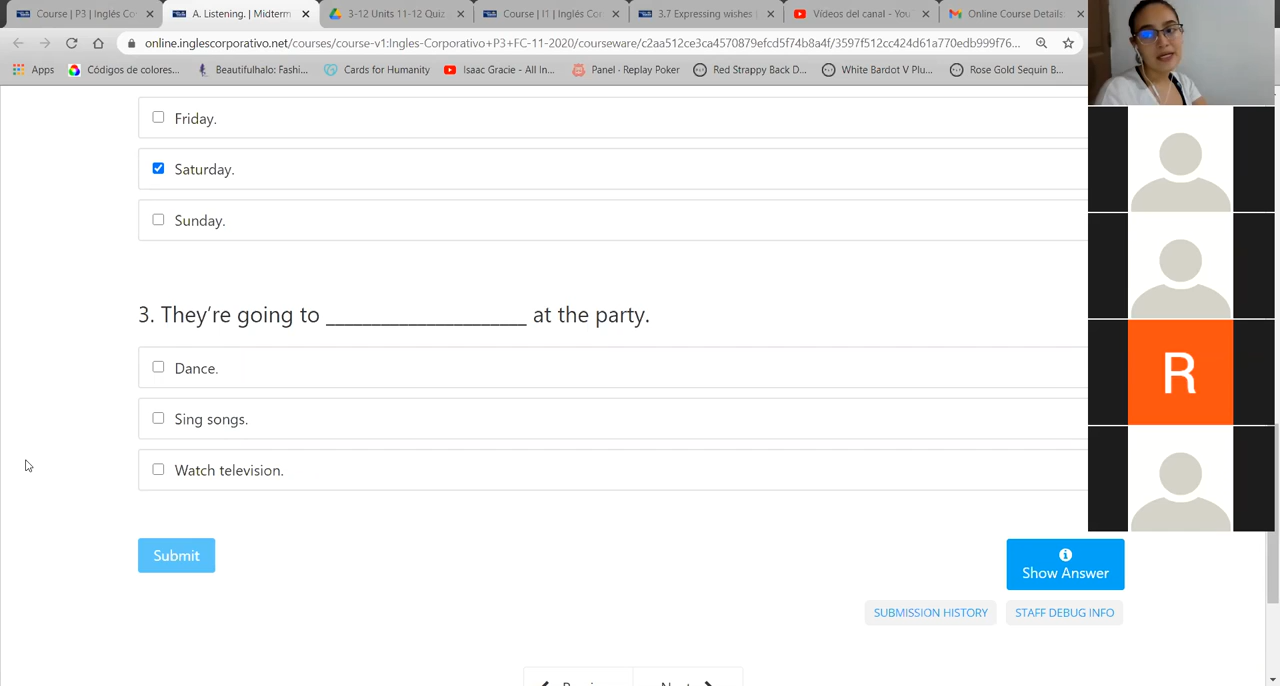 Course | P3 | Inglés Co
A. Listening. | Midterm
3-12 Units 11-12 Quiz
Course | I1 | Inglés Co
3.7 Expressing wishes |
Vídeos del canal - You
Online Course Details
online.inglescorporativo.net/courses/course-v1:Ingles-Corporativo+P3+FC-11-2020/courseware/c2aa512ce3ca4570879efcd5f74b8a4f/3597f512cc424d61a770edb999f76...
Apps
Códigos de colores...
Beautifulhalo: Fashi...
Cards for Humanity
Isaac Gracie - All In...
Panel · Replay Poker
Red Strappy Back D...
White Bardot V Plu...
Rose Gold Sequin B...
Friday.
Saturday.
Sunday.
3. They're going to ____________________ at the party.
Dance.
Sing songs.
Watch television.
R
Submit
Show Answer
SUBMISSION HISTORY
STAFF DEBUG INFO